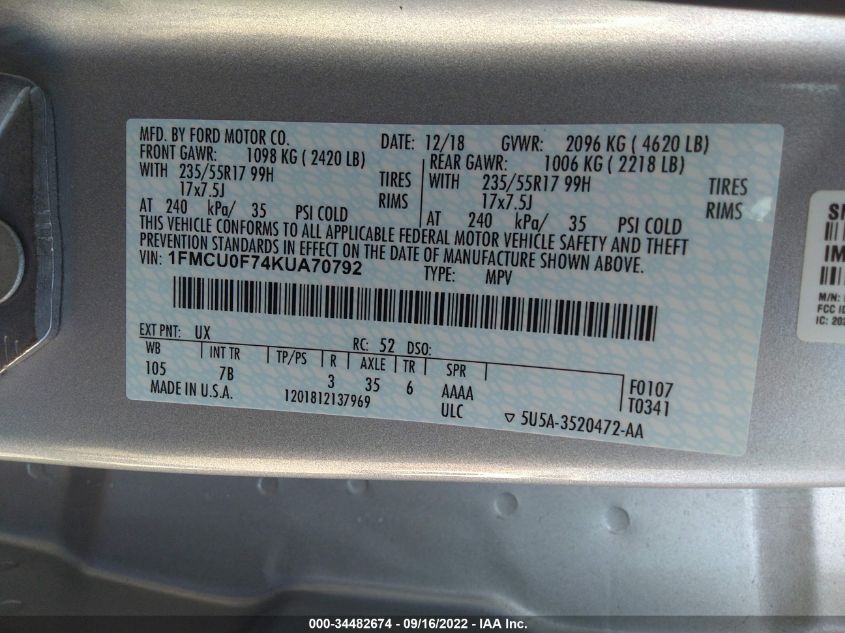 MFD. BY FORD MOTOR CO. DATE: 12/18 GVWR: 2096 KG ( 4620 LB)
FRONT GAWR: 1098 KG ( 2420 LB) REAR GAWR: 1006 KG ( 2218 LB)
WITH 235/55R17 99H TIRES WITH 235/55R17 99H TIRES
17x7.5J RIMS 17x7.5J RIMS
AT 240 kPa/ 35 PSI COLD AT 240 kPa/ 35 PSI COLD
THIS VEHICLE CONFORMS TO ALL APPLICABLE FEDERAL MOTOR VEHICLE SAFETY AND THEFT
PREVENTION STANDARDS IN EFFECT ON THE DATE OF MANUFACTURE SHOWN ABOVE.
VIN: 1FMCU0F74KUA70792 TYPE: MPV
EXT PNT: UX RC: 52 DSO:
WB INT TR TP/PS R AXLE TR SPR
105 7B 3 35 6 AAAA F0107
MADE IN U.S.A. 1201812137969 ULC T0341
▽ 5U5A-3520472-AA
IM
M/N:
FCC ID
IC: 202
000-34482674 - 09/16/2022 - IAA Inc.